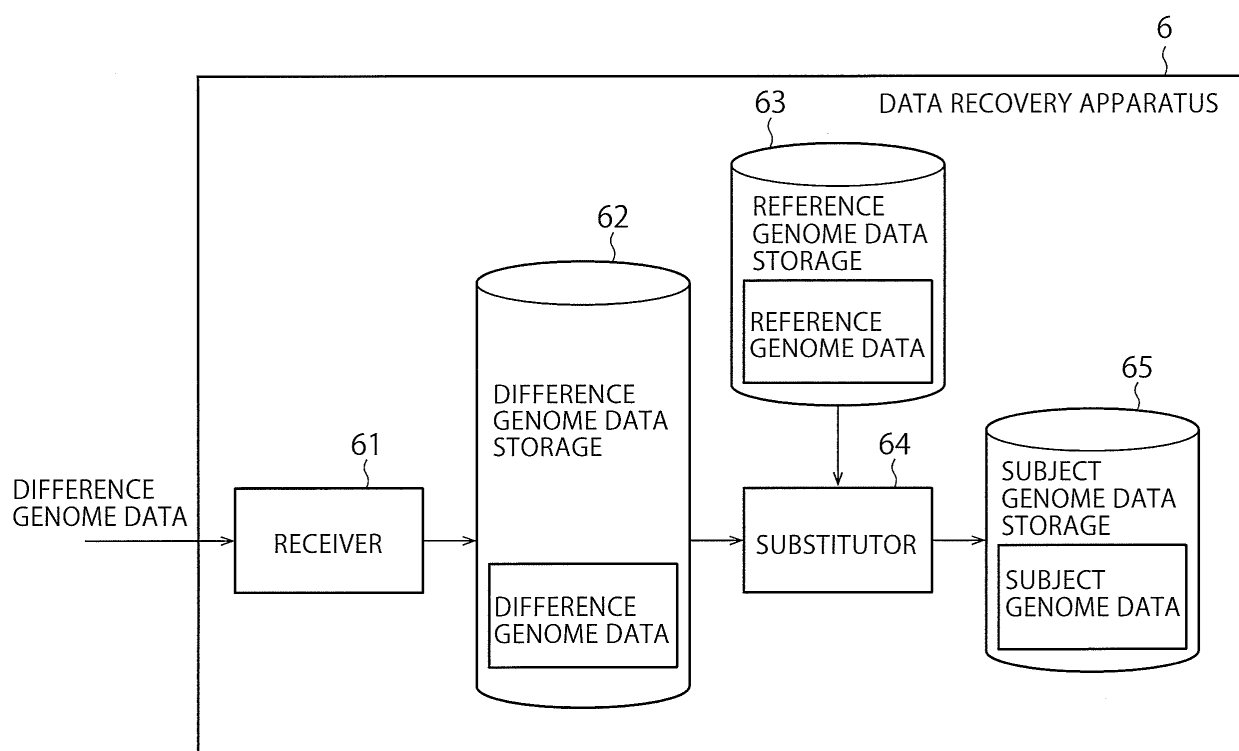 6
DATA RECOVERY APPARATUS
63
REFERENCE
GENOME DATA
STORAGE
REFERENCE
GENOME DATA
62
DIFFERENCE
GENOME DATA
STORAGE
DIFFERENCE
GENOME DATA
61
RECEIVER
DIFFERENCE
GENOME DATA
64
SUBSTITUTOR
65
SUBJECT
GENOME DATA
STORAGE
SUBJECT
GENOME DATA